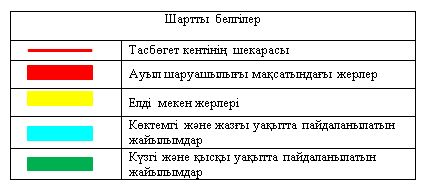 Шартты белгілер
Тасбөгет кентінің шекарасы
Ауыл шаруашылығы мақсатындағы жерлер
Елді мекен жерлері
Көктемгі және жазғы уақытта пайдаланылатын
жайылымдар
Күзгі және қысқы уақытта пайдаланылатын
жайылымдар